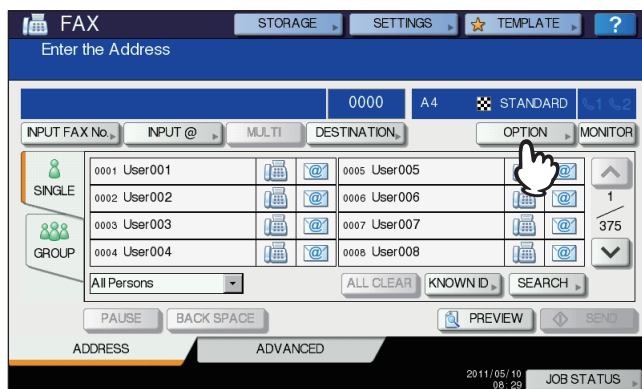 FAX STORAGE SETTINGS TEMPLATE ?
Enter the Address
0000 A4 STANDARD 1 2
INPUT FAX No. INPUT @ MULTI DESTINATION OPTION MONITOR
SINGLE
GROUP
0001 User001 @ 0005 User005 @
0002 User002 @ 0006 User006 @
0003 User003 @ 0007 User007 @
0004 User004 @ 0008 User008 @
1
375
All Persons ALL CLEAR KNOWN ID SEARCH
PAUSE BACK SPACE PREVIEW SEND
ADDRESS ADVANCED
2011/05/10
08:29
JOB STATUS